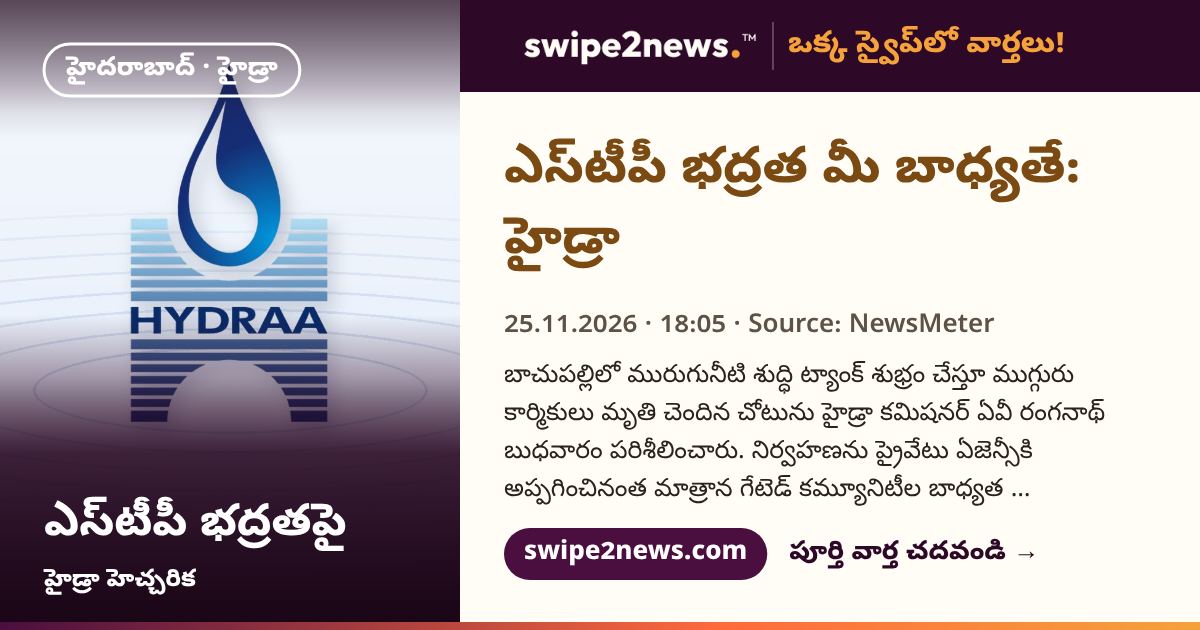 హైదరాబాద్ · హైడ్రా
HYDRAA
ఎస్‌టీపీ భద్రతపై
హైడ్రా హెచ్చరిక
swipe2news.™ ఒక్క స్వైప్‌లో వార్తలు!
ఎస్‌టీపీ భద్రత మీ బాధ్యతే:
హైడ్రా
25.11.2026 · 18:05 · Source: NewsMeter
బాచుపల్లిలో మురుగునీటి శుద్ధి ట్యాంక్ శుభ్రం చేస్తూ ముగ్గురు
కార్మికులు మృతి చెందిన చోటును హైడ్రా కమిషనర్ ఏవీ రంగనాథ్
బుధవారం పరిశీలించారు. నిర్వహణను ప్రైవేటు ఏజెన్సీకి
అప్పగించినంత మాత్రాన గేటెడ్ కమ్యూనిటీల బాధ్యత ...
swipe2news.com పూర్తి వార్త చదవండి →